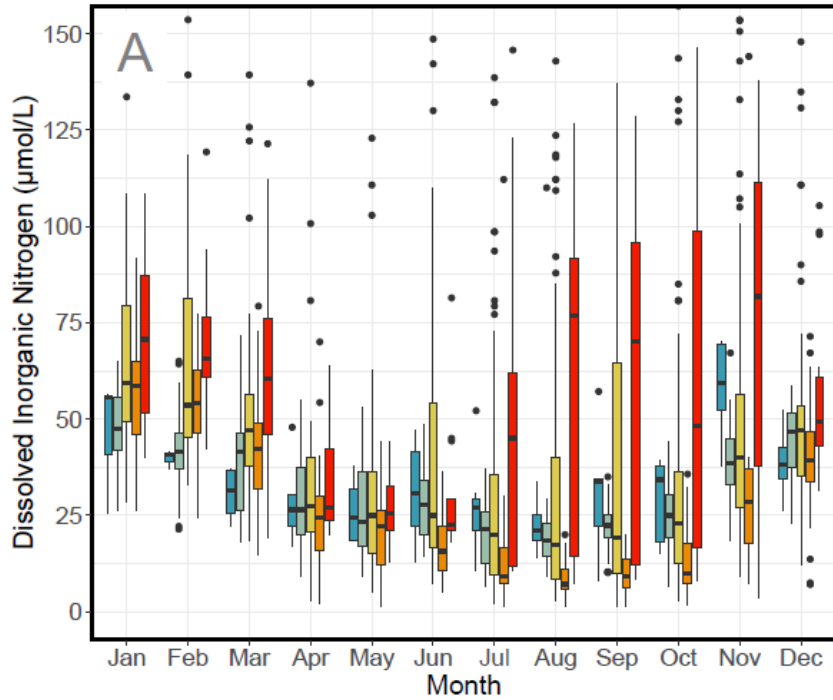 A
Dissolved Inorganic Nitrogen (μmol/L)
150
125
100
75
50
25
0
Jan Feb Mar Apr May Jun Jul Aug Sep Oct Nov Dec
Month